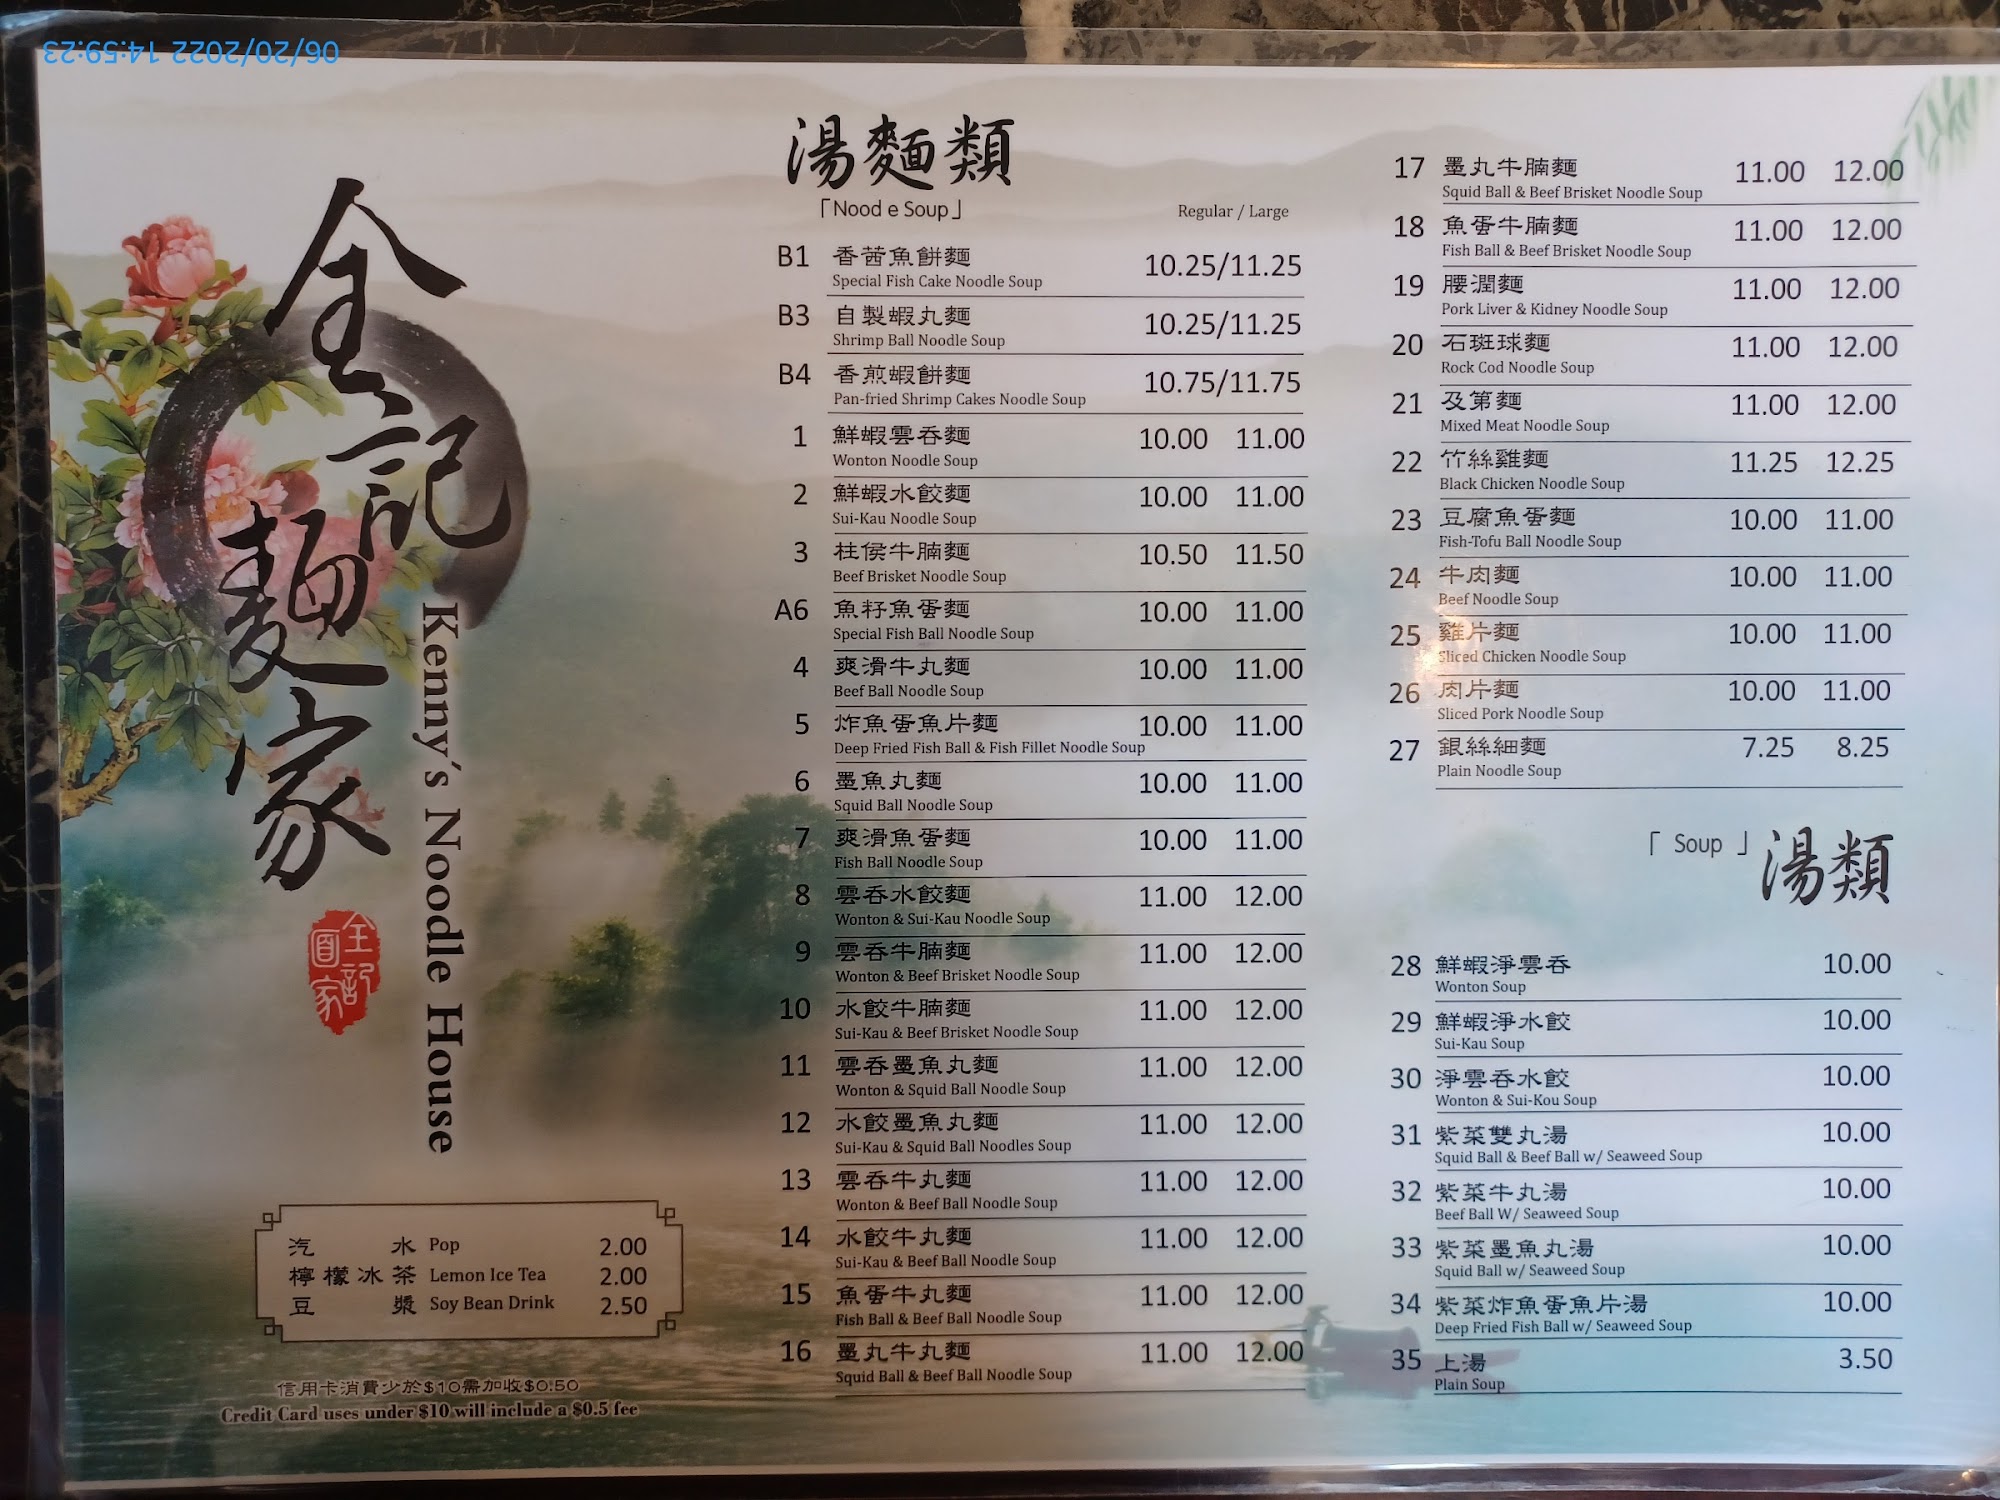 06/20/2022 14:59:23
全記麵家
Kenny's Noodle House
全記麵家
汽水 Pop 2.00
檸檬冰茶 Lemon Ice Tea 2.00
豆漿 Soy Bean Drink 2.50
信用卡消費少於$10需加收$0.50
Credit Card uses under $10 will include a $0.5 fee
湯麵類
「Nood e Soup」
Regular / Large
B1 香茜魚餅麵 10.25/11.25
Special Fish Cake Noodle Soup
B3 自製蝦丸麵 10.25/11.25
Shrimp Ball Noodle Soup
B4 香煎蝦餅麵 10.75/11.75
Pan-fried Shrimp Cakes Noodle Soup
1 鮮蝦雲吞麵 10.00 11.00
Wonton Noodle Soup
2 鮮蝦水餃麵 10.00 11.00
Sui-Kau Noodle Soup
3 柱侯牛腩麵 10.50 11.50
Beef Brisket Noodle Soup
A6 魚籽魚蛋麵 10.00 11.00
Special Fish Ball Noodle Soup
4 爽滑牛丸麵 10.00 11.00
Beef Ball Noodle Soup
5 炸魚蛋魚片麵 10.00 11.00
Deep Fried Fish Ball & Fish Fillet Noodle Soup
6 墨魚丸麵 10.00 11.00
Squid Ball Noodle Soup
7 爽滑魚蛋麵 10.00 11.00
Fish Ball Noodle Soup
8 雲吞水餃麵 11.00 12.00
Wonton & Sui-Kau Noodle Soup
9 雲吞牛腩麵 11.00 12.00
Wonton & Beef Brisket Noodle Soup
10 水餃牛腩麵 11.00 12.00
Sui-Kau & Beef Brisket Noodle Soup
11 雲吞墨魚丸麵 11.00 12.00
Wonton & Squid Ball Noodle Soup
12 水餃墨魚丸麵 11.00 12.00
Sui-Kau & Squid Ball Noodles Soup
13 雲吞牛丸麵 11.00 12.00
Wonton & Beef Ball Noodle Soup
14 水餃牛丸麵 11.00 12.00
Sui-Kau & Beef Ball Noodle Soup
15 魚蛋牛丸麵 11.00 12.00
Fish Ball & Beef Ball Noodle Soup
16 墨丸牛丸麵 11.00 12.00
Squid Ball & Beef Ball Noodle Soup
17 墨丸牛腩麵 11.00 12.00
Squid Ball & Beef Brisket Noodle Soup
18 魚蛋牛腩麵 11.00 12.00
Fish Ball & Beef Brisket Noodle Soup
19 腰潤麵 11.00 12.00
Pork Liver & Kidney Noodle Soup
20 石斑球麵 11.00 12.00
Rock Cod Noodle Soup
21 及第麵 11.00 12.00
Mixed Meat Noodle Soup
22 竹絲雞麵 11.25 12.25
Black Chicken Noodle Soup
23 豆腐魚蛋麵 10.00 11.00
Fish-Tofu Ball Noodle Soup
24 牛肉麵 10.00 11.00
Beef Noodle Soup
25 雞片麵 10.00 11.00
Sliced Chicken Noodle Soup
26 肉片麵 10.00 11.00
Sliced Pork Noodle Soup
27 銀絲細麵 7.25 8.25
Plain Noodle Soup
「 Soup 」湯類
28 鮮蝦淨雲吞 10.00
Wonton Soup
29 鮮蝦淨水餃 10.00
Sui-Kau Soup
30 淨雲吞水餃 10.00
Wonton & Sui-Kou Soup
31 紫菜雙丸湯 10.00
Squid Ball & Beef Ball w/ Seaweed Soup
32 紫菜牛丸湯 10.00
Beef Ball W/ Seaweed Soup
33 紫菜墨魚丸湯 10.00
Squid Ball w/ Seaweed Soup
34 紫菜炸魚蛋魚片湯 10.00
Deep Fried Fish Ball w/ Seaweed Soup
35 上湯 3.50
Plain Soup